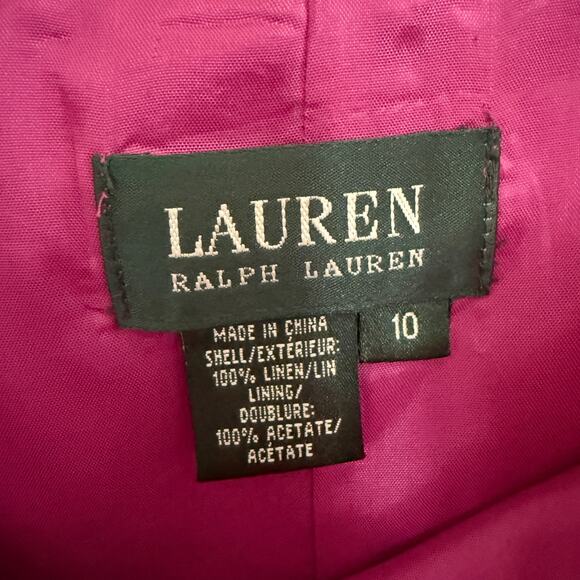 LAUREN
RALPH LAUREN
10
MADE IN CHINA
SHELL/EXTÉRIEUR:
100% LINEN/LIN
LINING/
DOUBLURE:
100% ACETATE/
ACÉTATE